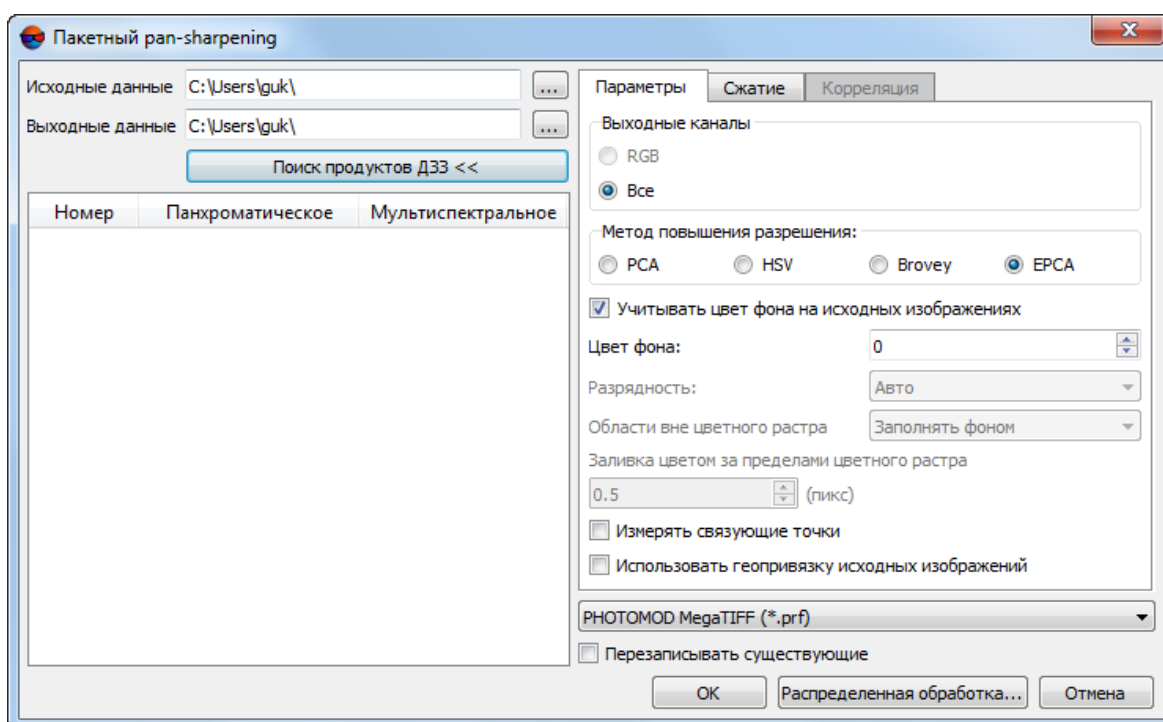 Пакетный pan-sharpening
Исходные данные C:\Users\guk\ ...
Выходные данные C:\Users\guk\ ...
Поиск продуктов ДЗЗ <<
Номер Панхроматическое Мультиспектральное
Параметры Сжатие Корреляция
Выходные каналы
RGB
Все
Метод повышения разрешения:
PCA HSV Brovey EPCA
Учитывать цвет фона на исходных изображениях
Цвет фона: 0
Разрядность: Авто
Области вне цветного растра Заполнять фоном
Заливка цветом за пределами цветного растра
0.5 (пикс)
Измерять связующие точки
Использовать геопривязку исходных изображений
PHOTOMOD MegaTIFF (*.prf)
Перезаписывать существующие
OK Распределенная обработка... Отмена